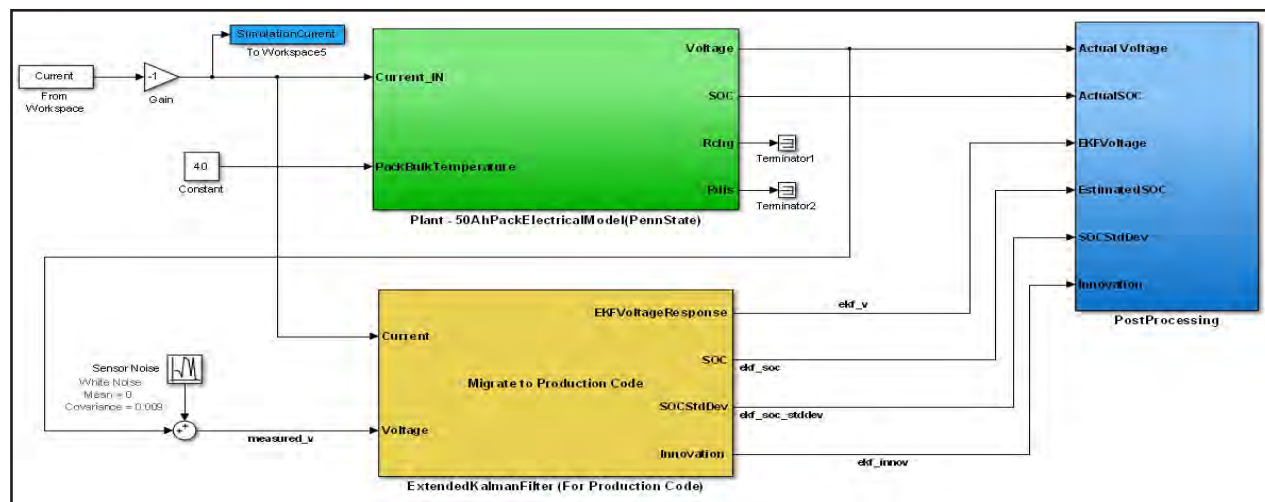 SimulationCurrent
To Workspace5
Current
From
Workspace
-1
Gain
Current_IN
PackBulkTemperature
Voltage
SOC
Rchg
Plant - 50AhPackElectricalModel(PennState)
40
Constant
Terminator1
Terminator2
Actual Voltage
ActualSOC
EKFVoltage
EstimatedSOC
SOCStdDev
Innovation
PostProcessing
Sensor Noise
White Noise
Mean = 0
Covariance = 0.009
measured_v
Current
Voltage
Migrate to Production Code
EKFVoltageResponse
SOC
SOCStdDev
Innovation
ExtendedKalmanFilter (For Production Code)
ekf_v
ekf_soc
ekf_soc_stddev
ekf_innov